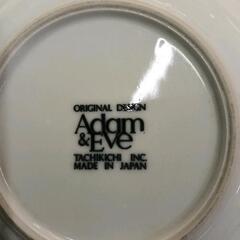 ORIGINAL DESIGN
Adam
& Eve
TACHIKICHI INC.
MADE IN JAPAN